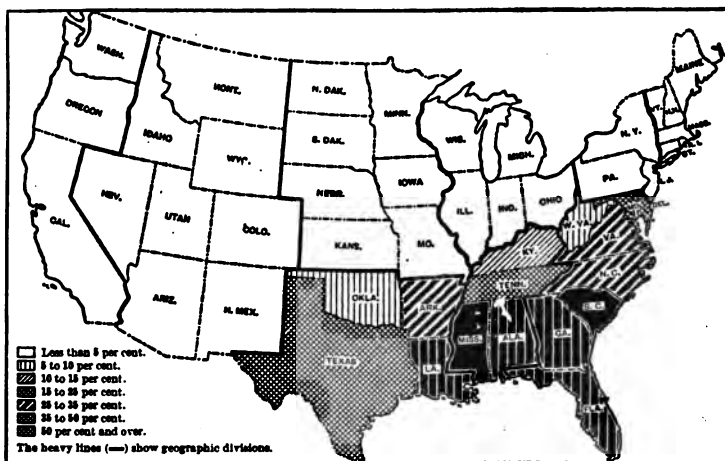 WASH.
MONT.
N. DAK.
MINN.
MAINE
OREGON
IDAHO
S. DAK.
WIS.
MICH.
N. Y.
VT.
N.H.
MASS.
WYO.
NEBR.
IOWA
PA.
NEV.
UTAH
COLO.
ILL.
IND.
OHIO
CAL.
KANS.
MO.
KY.
VA.
ARIZ.
N. MEX.
OKLA.
ARK.
TENN.
N. C.
S. C.
MISS.
ALA.
GA.
TEXAS
LA.
FLA.
Less than 5 per cent.
5 to 10 per cent.
10 to 15 per cent.
15 to 25 per cent.
25 to 35 per cent.
35 to 50 per cent.
50 per cent and over.
The heavy lines (━) show geographic divisions.